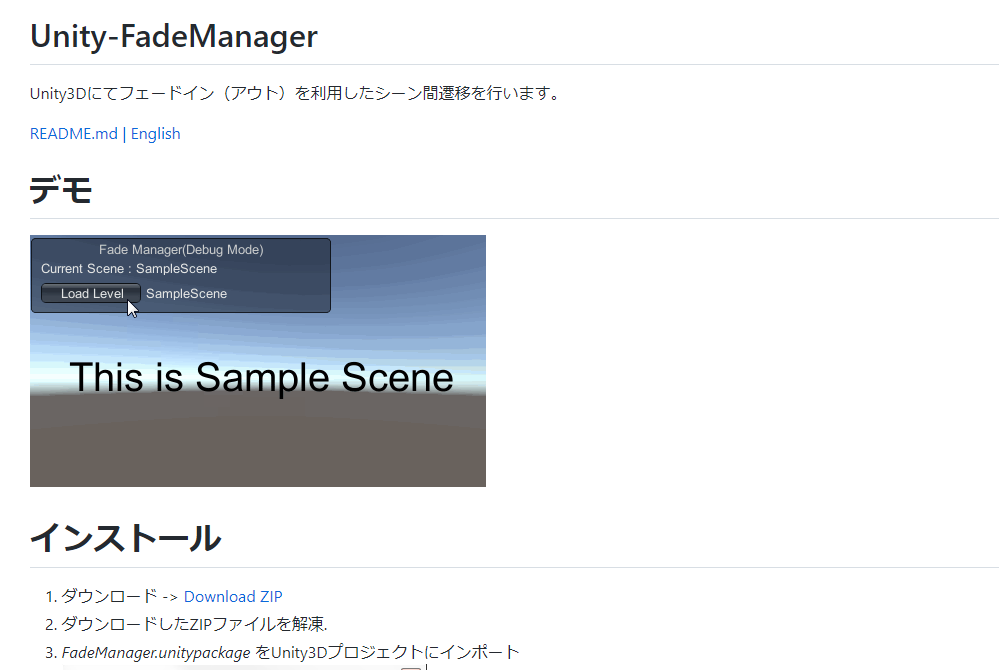 Unity-FadeManager
Unity3Dにてフェードイン（アウト）を利用したシーン間遷移を行います。
README.md | English
デモ
Fade Manager(Debug Mode)
Current Scene : SampleScene
Load Level SampleScene
This is Sample Scene
インストール
1. ダウンロード -> Download ZIP
2. ダウンロードしたZIPファイルを解凍.
3. FadeManager.unitypackage をUnity3Dプロジェクトにインポート